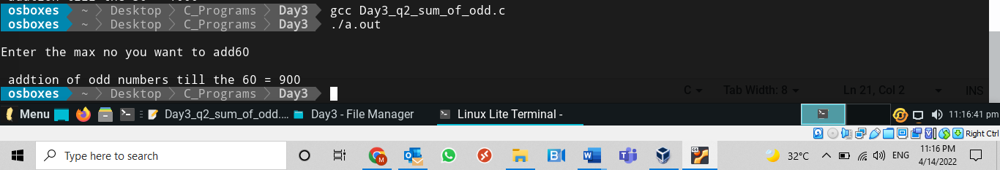 osboxes ~ Desktop C_Programs Day3 gcc Day3_q2_sum_of_odd.c
osboxes ~ Desktop C_Programs Day3 ./a.out
Enter the max no you want to add60
addtion of odd numbers till the 60 = 900
osboxes ~ Desktop C_Programs Day3
C Tab Width: 8 Ln 21, Col 2 INS
Menu Day3_q2_sum_of_odd.... Day3 - File Manager Linux Lite Terminal - 11:16:41 pm
Right Ctrl
Type here to search 32°C ENG 11:16 PM
4/14/2022